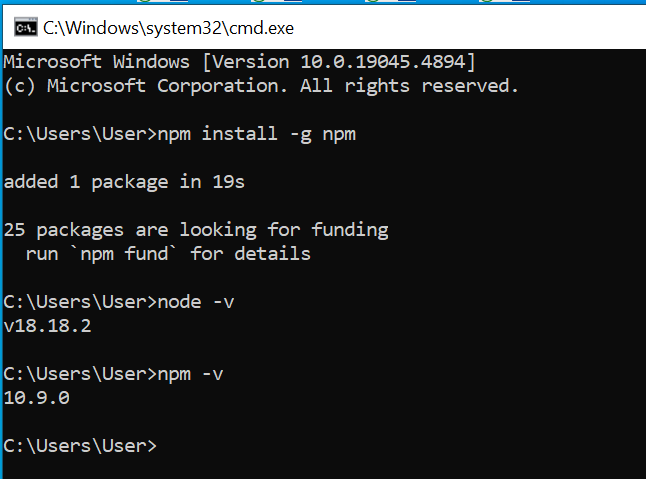 C:\Windows\system32\cmd.exe
Microsoft Windows [Version 10.0.19045.4894]
(c) Microsoft Corporation. All rights reserved.
C:\Users\User>npm install -g npm
added 1 package in 19s
25 packages are looking for funding
  run `npm fund` for details
C:\Users\User>node -v
v18.18.2
C:\Users\User>npm -v
10.9.0
C:\Users\User>